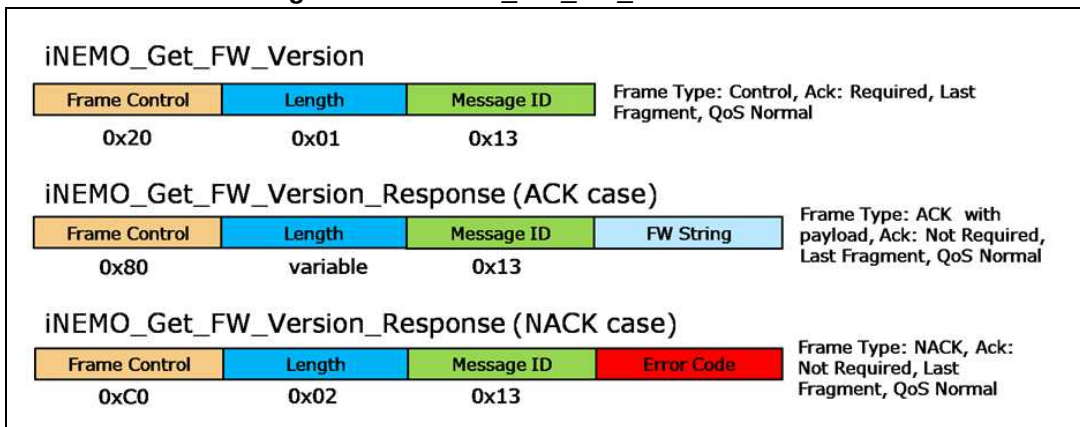 iNEMO_Get_FW_Version
Frame Control Length Message ID
Frame Type: Control, Ack: Required, Last
Fragment, QoS Normal
0x20 0x01 0x13
iNEMO_Get_FW_Version_Response (ACK case)
Frame Control Length Message ID FW String
Frame Type: ACK with
payload, Ack: Not Required,
Last Fragment, QoS Normal
0x80 variable 0x13
iNEMO_Get_FW_Version_Response (NACK case)
Frame Control Length Message ID Error Code
Frame Type: NACK, Ack:
Not Required, Last
Fragment, QoS Normal
0xC0 0x02 0x13